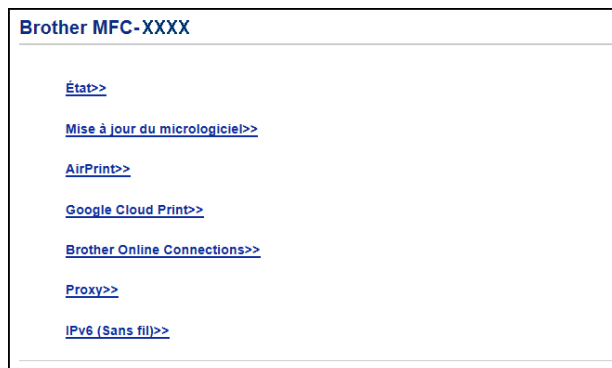 Brother MFC-XXXX
État>>
Mise à jour du micrologiciel>>
AirPrint>>
Google Cloud Print>>
Brother Online Connections>>
Proxy>>
IPv6 (Sans fil)>>